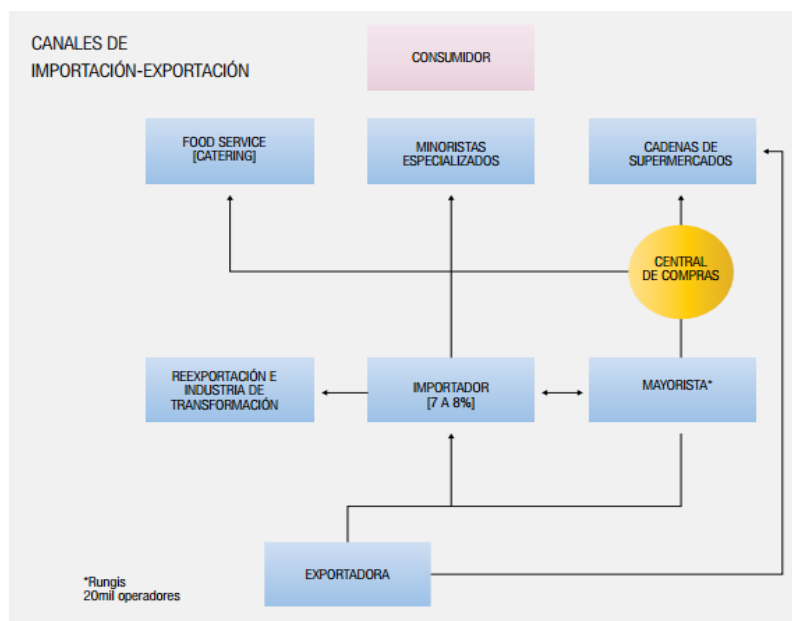 CANALES DE
IMPORTACIÓN-EXPORTACIÓN
CONSUMIDOR
FOOD SERVICE
[CATERING]
MINORISTAS
ESPECIALIZADOS
CADENAS DE
SUPERMERCADOS
CENTRAL
DE COMPRAS
REEXPORTACIÓN E
INDUSTRIA DE
TRANSFORMACIÓN
IMPORTADOR
[7 A 8%]
MAYORISTA*
EXPORTADORA
*Rungis
20mil operadores